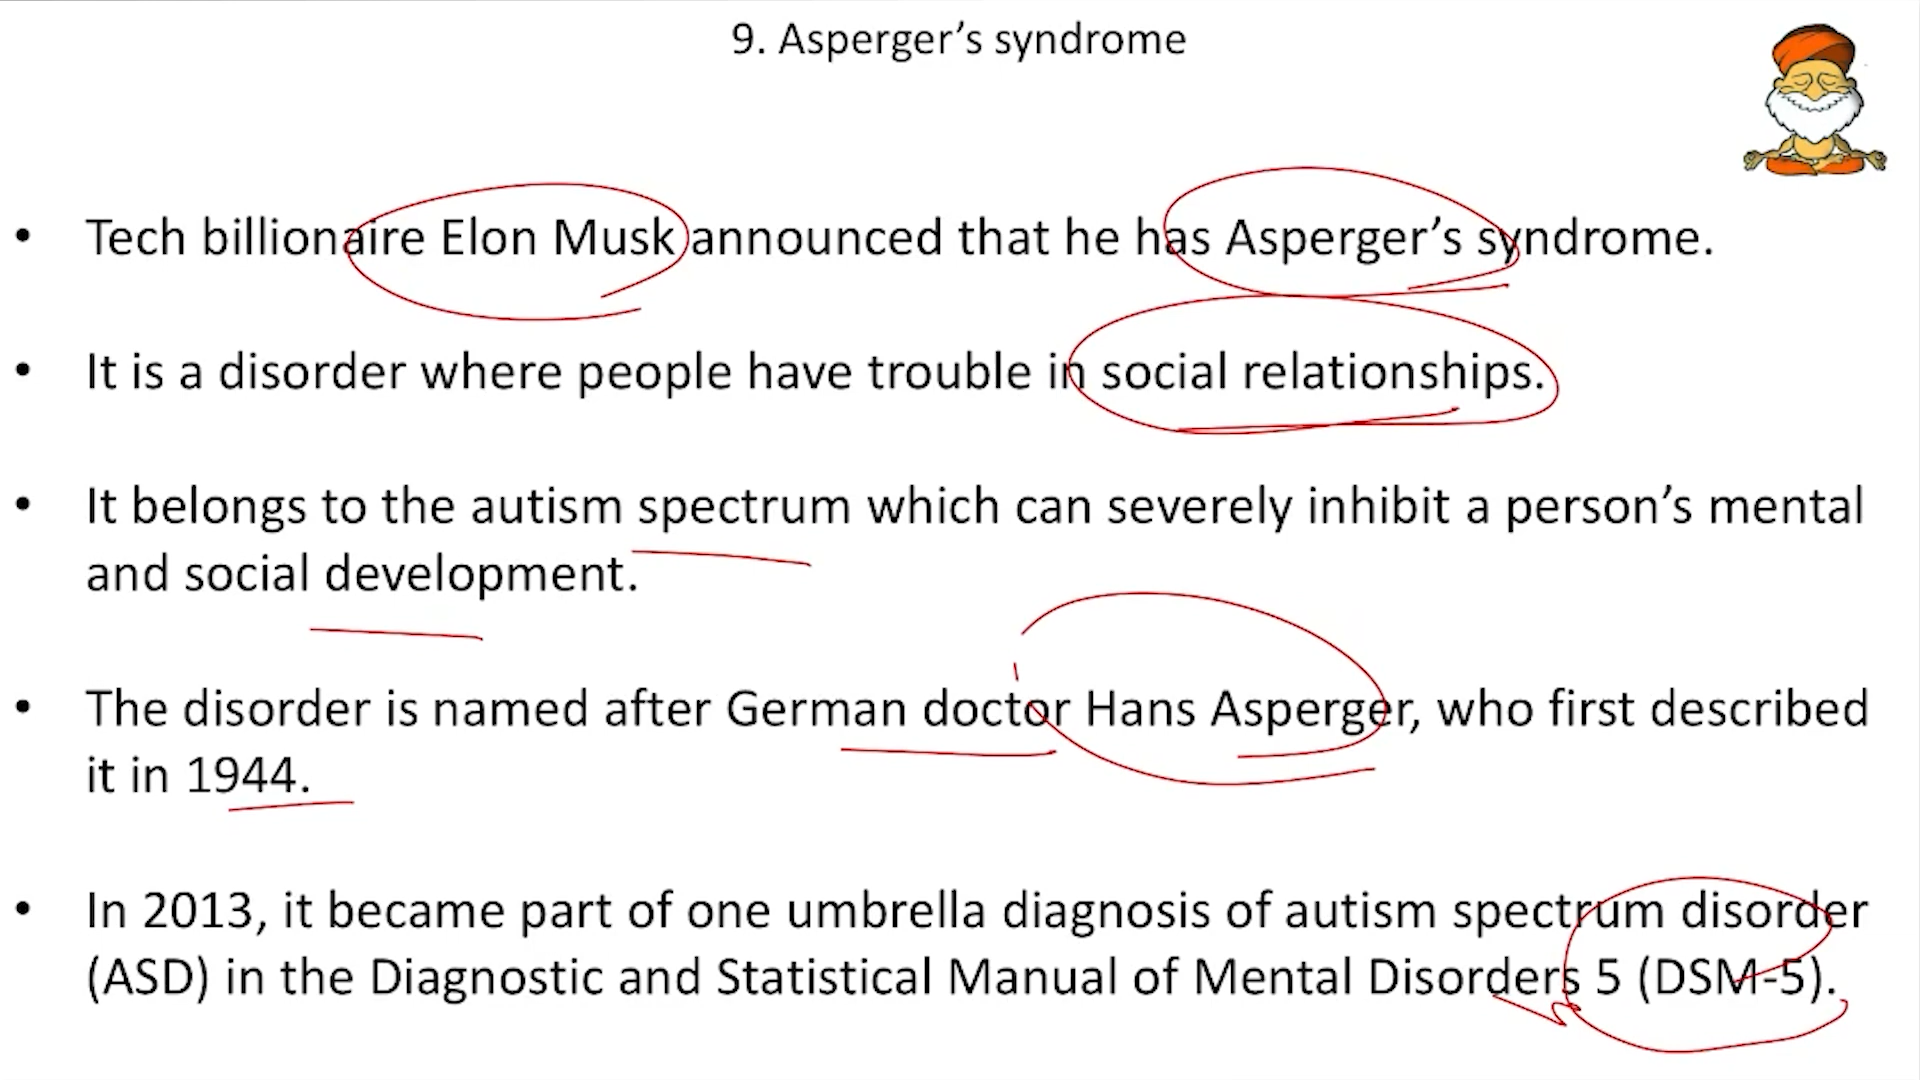 9. Asperger’s syndrome
• Tech billionaire Elon Musk announced that he has Asperger’s syndrome.
• It is a disorder where people have trouble in social relationships.
• It belongs to the autism spectrum which can severely inhibit a person’s mental
and social development.
• The disorder is named after German doctor Hans Asperger, who first described
it in 1944.
• In 2013, it became part of one umbrella diagnosis of autism spectrum disorder
(ASD) in the Diagnostic and Statistical Manual of Mental Disorders 5 (DSM-5).